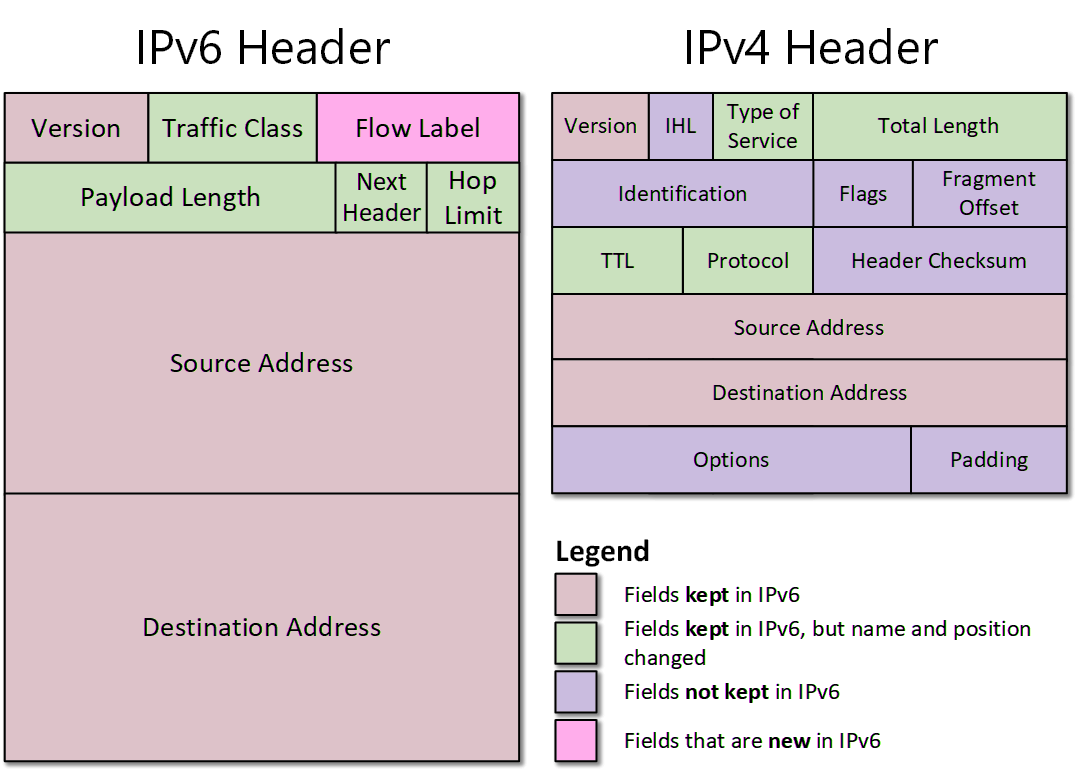 IPv6 Header
Version
Traffic Class
Flow Label
Payload Length
Next
Header
Hop
Limit
Source Address
Destination Address
IPv4 Header
Version
IHL
Type of
Service
Total Length
Identification
Flags
Fragment
Offset
TTL
Protocol
Header Checksum
Source Address
Destination Address
Options
Padding
Legend
Fields kept in IPv6
Fields kept in IPv6, but name and position
changed
Fields not kept in IPv6
Fields that are new in IPv6